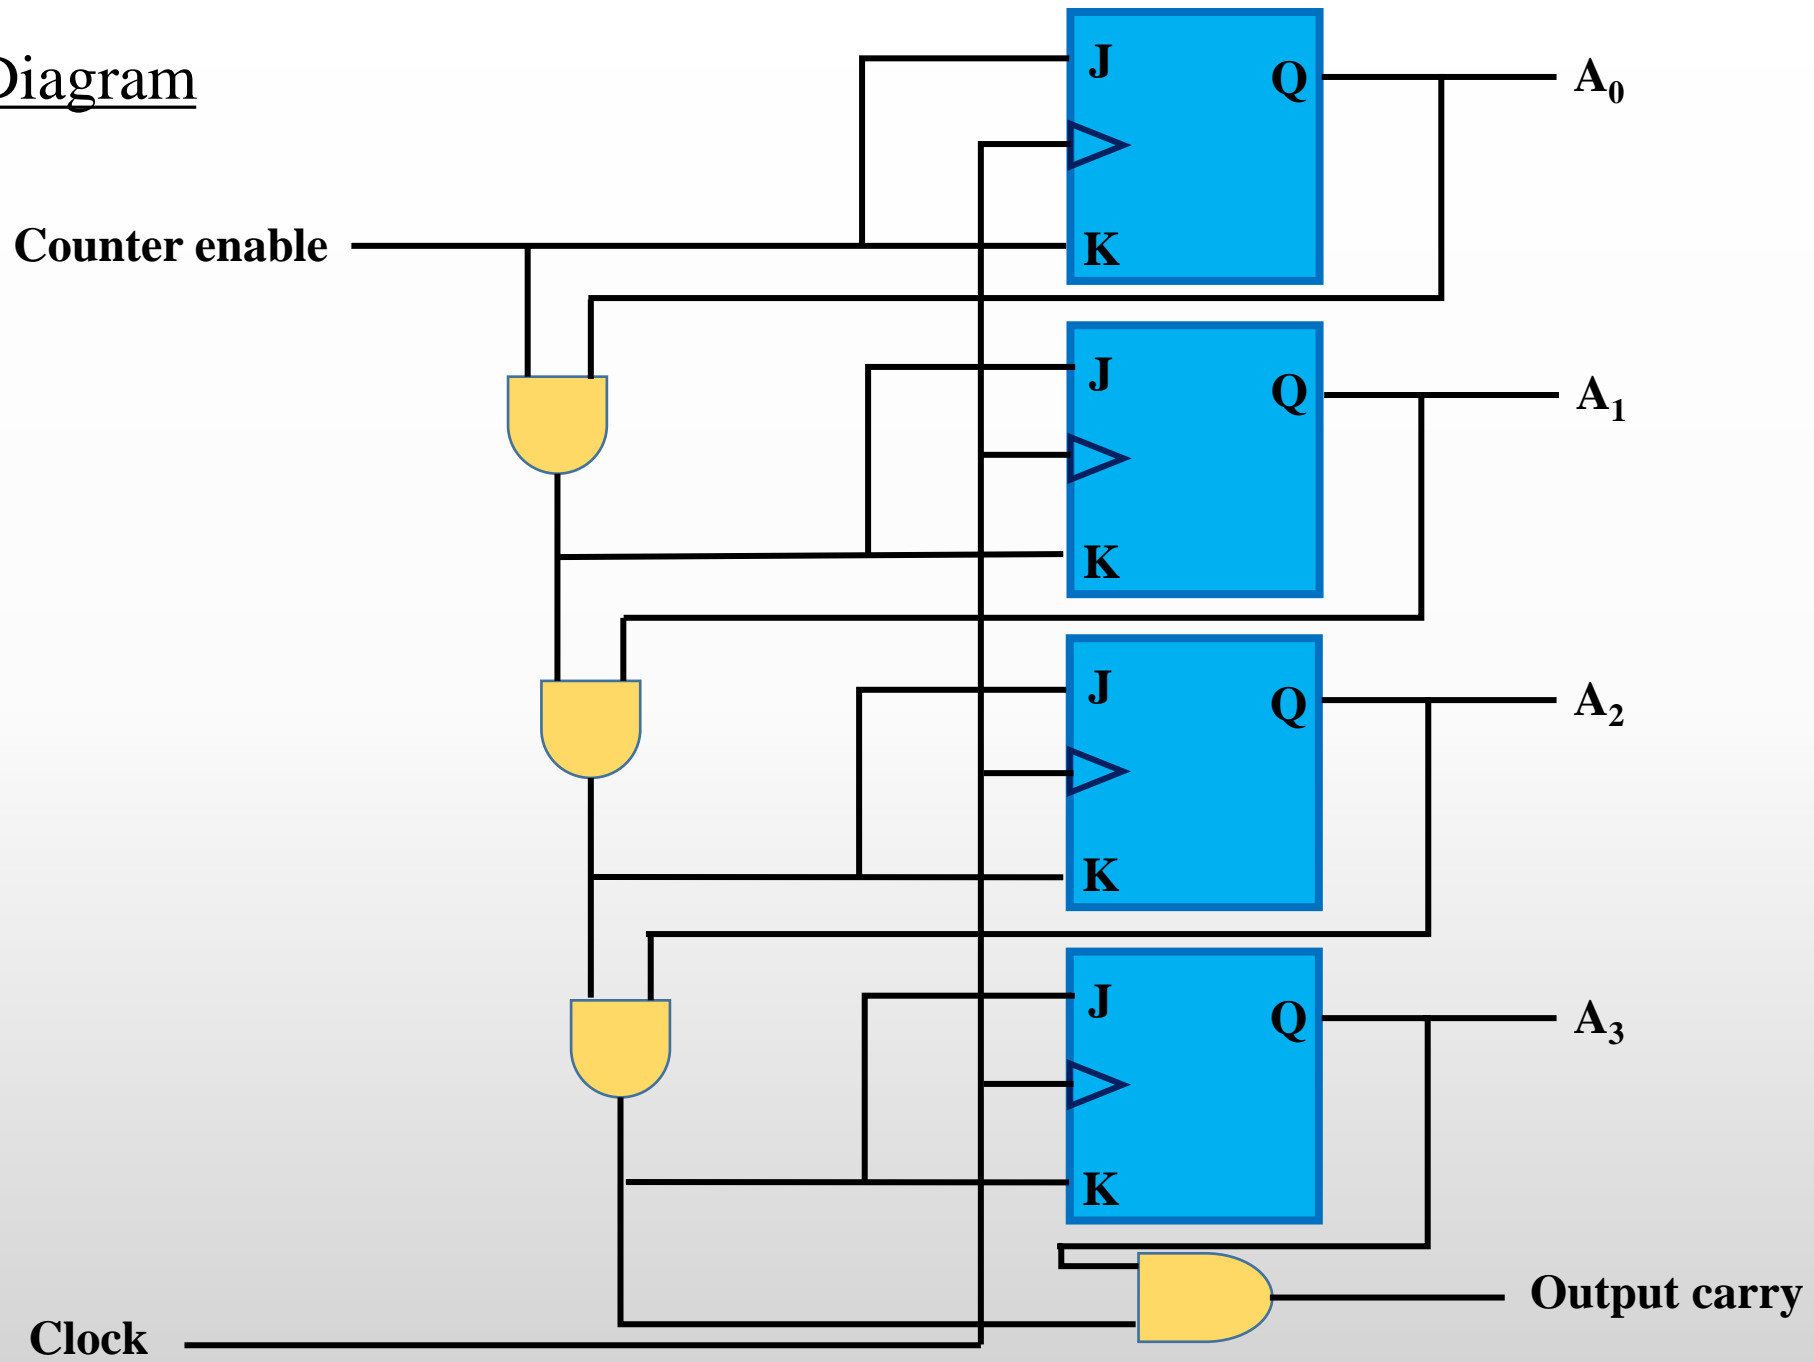 Diagram
J
Q
A₀
K
Counter enable
J
Q
A₁
K
J
Q
A₂
K
J
Q
A₃
K
Output carry
Clock